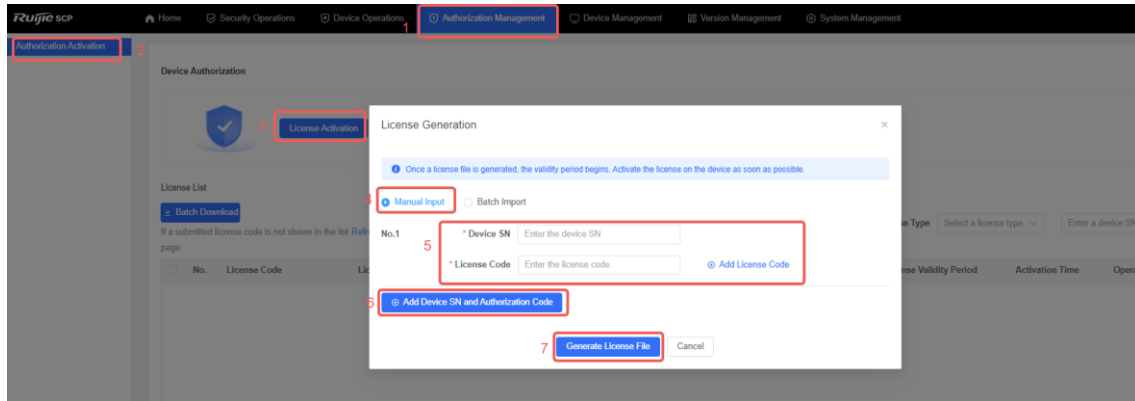 Ruijie SCP Home Security Operations Device Operations Authorization Management Device Management Version Management System Management
1
Authorization Activation
2
Device Authorization
3
License Activation
License Generation
Once a license file is generated, the validity period begins. Activate the license on the device as soon as possible.
License List
4
Manual Input Batch Import
Batch Download
Type Select a license type. Enter a device SN
If a submitted license code is not shown in the list
page
No.1 5 * Device SN Enter the device SN
* License Code Enter the license code. Add License Code
No. License Code Validity Period Activation Time
6 Add Device SN and Authorization Code
7 Generate License File Cancel